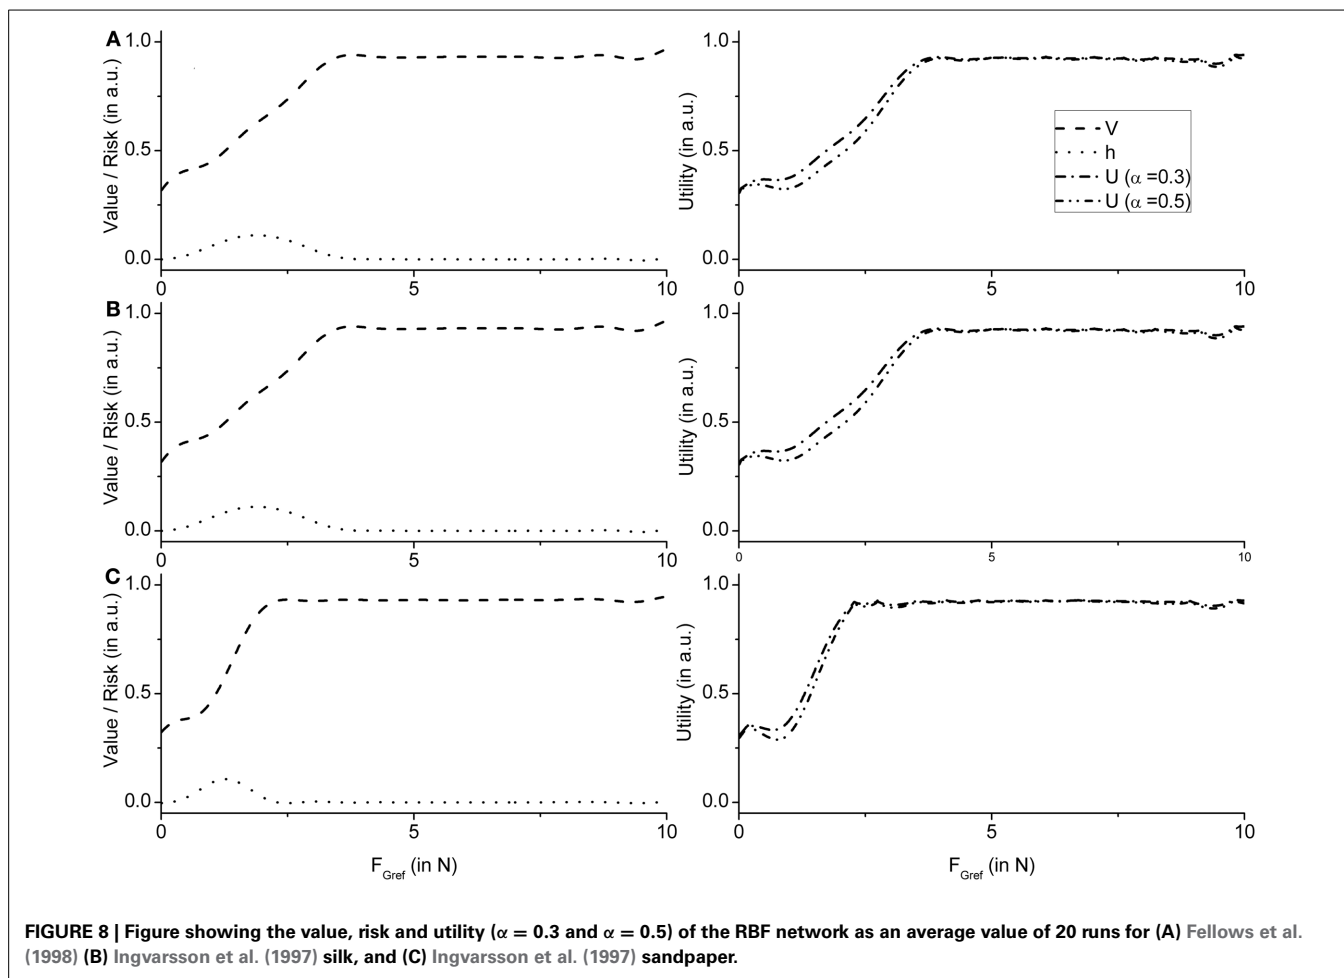 A
1.0
0.5
0.0
Value / Risk (in a.u.)
0
5
10
1.0
0.5
0.0
Utility (in a.u.)
0
5
10
V
h
U (α =0.3)
U (α =0.5)
B
1.0
0.5
0.0
Value / Risk (in a.u.)
0
5
10
1.0
0.5
0.0
Utility (in a.u.)
0
5
10
C
1.0
0.5
0.0
Value / Risk (in a.u.)
0
5
10
F_Gref (in N)
1.0
0.5
0.0
Utility (in a.u.)
0
5
10
F_Gref (in N)
FIGURE 8 | Figure showing the value, risk and utility (α = 0.3 and α = 0.5) of the RBF network as an average value of 20 runs for (A) Fellows et al.
(1998) (B) Ingvarsson et al. (1997) silk, and (C) Ingvarsson et al. (1997) sandpaper.